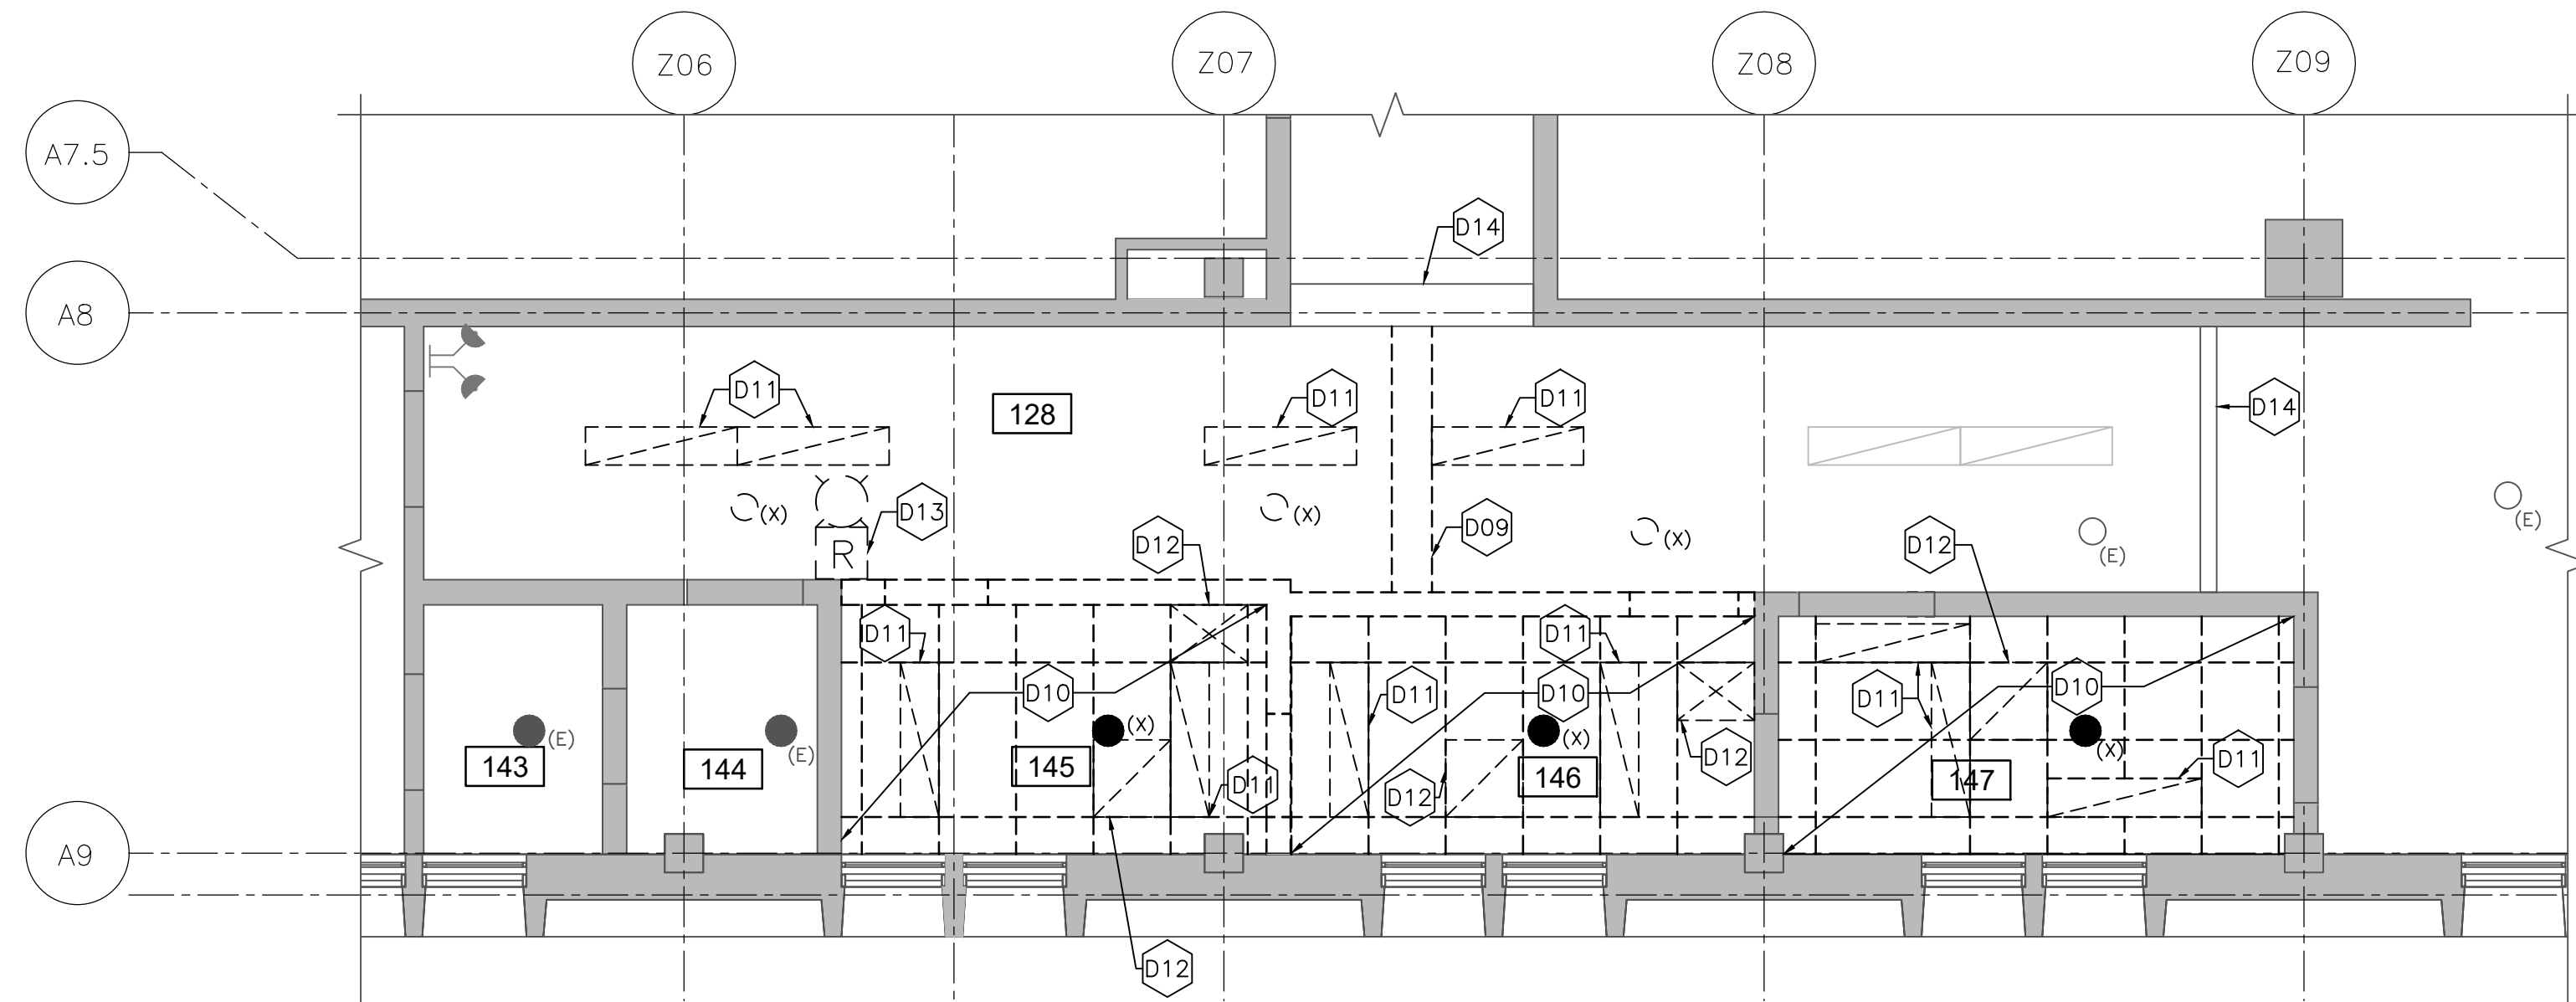 Z06
Z07
Z08
Z09
A7.5
A8
D14
D11
128
D11
D11
D14
(X)
D13
(X)
D09
(X)
(E)
(E)
R
D12
D12
D11
D11
D10
D11
D10
D11
D10
(E)
(E)
(X)
(X)
(X)
143
144
145
D11
D12
146
D12
147
D11
A9
D12